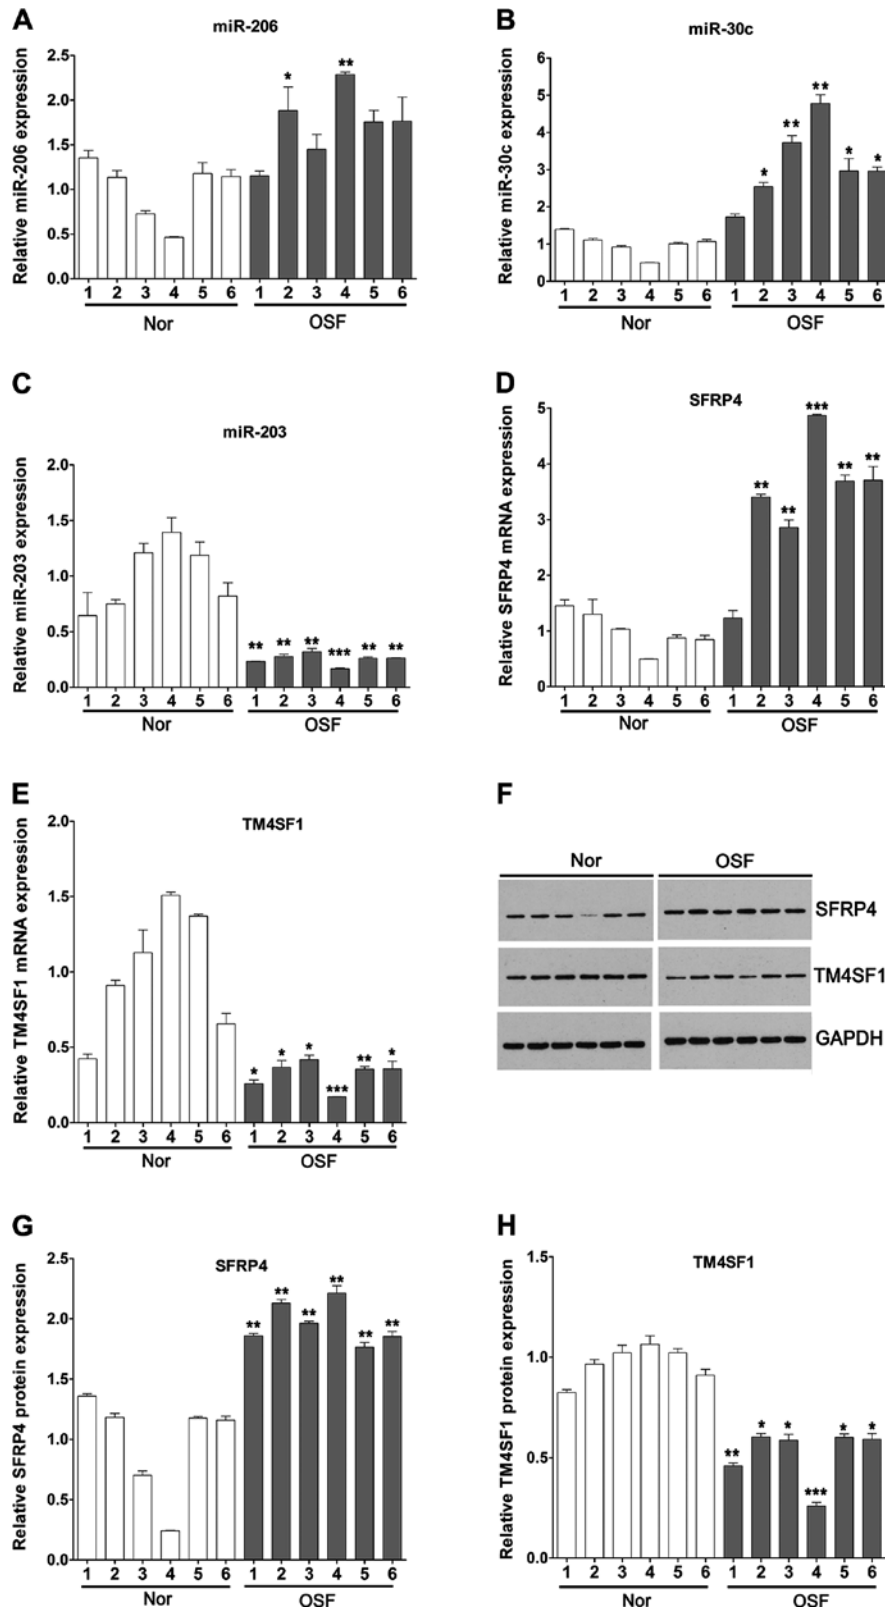 A
miR-206
Relative miR-206 expression
2.5
2.0
1.5
1.0
0.5
0.0
*
**
1 2 3 4 5 6 1 2 3 4 5 6
Nor OSF
B
miR-30c
Relative miR-30c expression
6
5
4
3
2
1
0
* ** ** * *
1 2 3 4 5 6 1 2 3 4 5 6
Nor OSF
C
miR-203
Relative miR-203 expression
2.0
1.5
1.0
0.5
0.0
** ** ** *** ** **
1 2 3 4 5 6 1 2 3 4 5 6
Nor OSF
D
SFRP4
Relative SFRP4 mRNA expression
5
4
3
2
1
0
** ** *** ** **
1 2 3 4 5 6 1 2 3 4 5 6
Nor OSF
E
TM4SF1
Relative TM4SF1 mRNA expression
2.0
1.5
1.0
0.5
0.0
* * * *** ** *
1 2 3 4 5 6 1 2 3 4 5 6
Nor OSF
F
Nor OSF
SFRP4
TM4SF1
GAPDH
G
SFRP4
Relative SFRP4 protein expression
2.5
2.0
1.5
1.0
0.5
0.0
** ** ** ** ** **
1 2 3 4 5 6 1 2 3 4 5 6
Nor OSF
H
TM4SF1
Relative TM4SF1 protein expression
1.5
1.0
0.5
0.0
** * * *** * *
1 2 3 4 5 6 1 2 3 4 5 6
Nor OSF